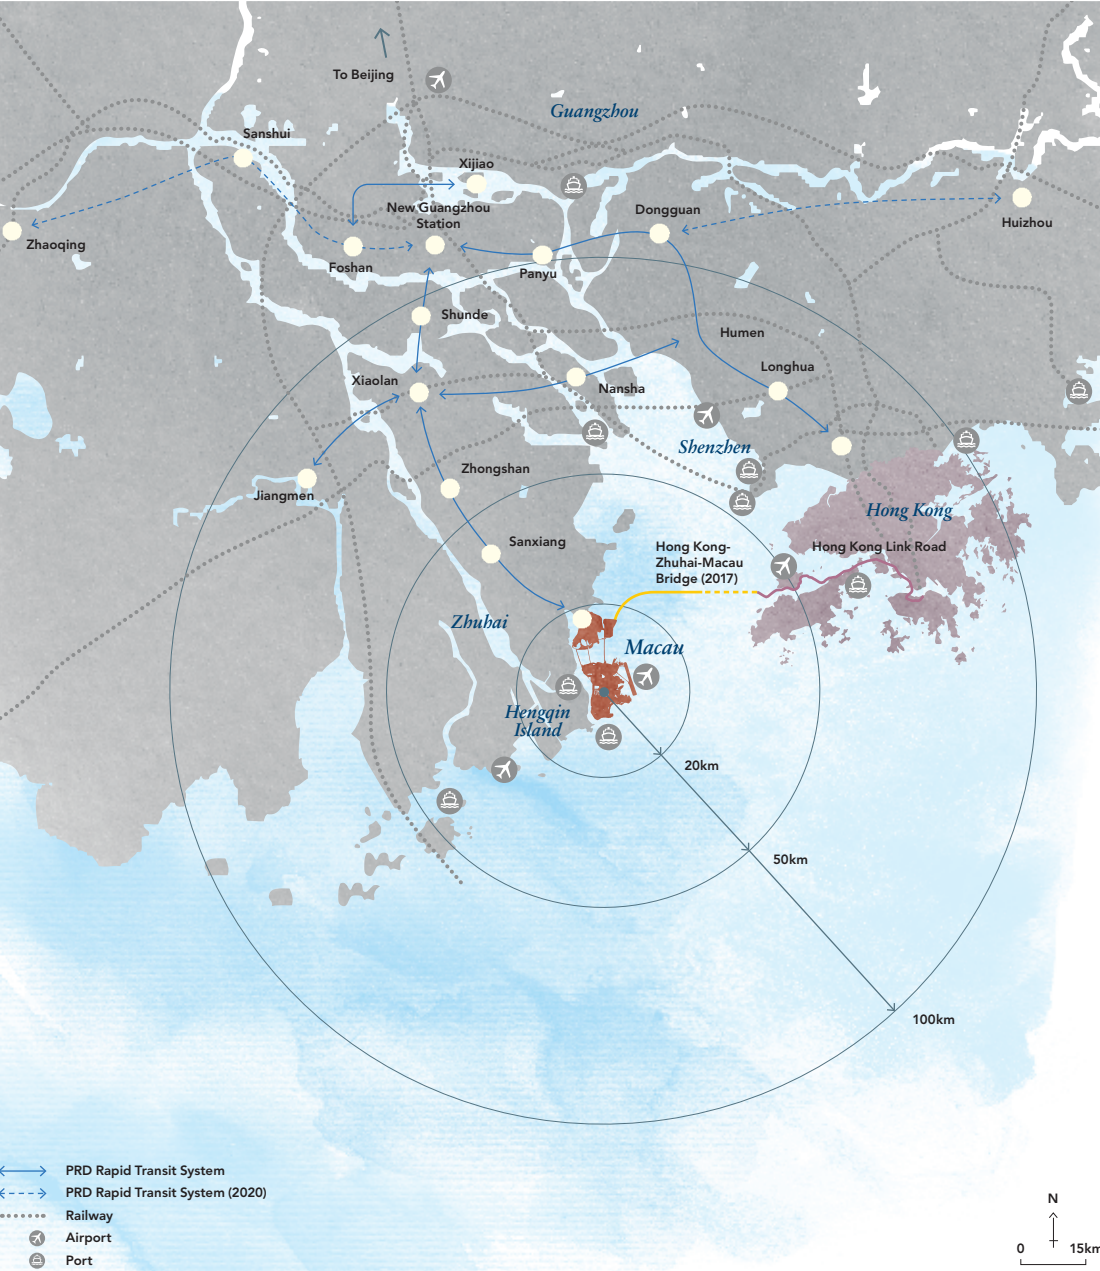 To Beijing
Guangzhou
Sanshui
Xijiao
New Guangzhou
Station
Dongguan
Huizhou
Zhaoqing
Foshan
Panyu
Shunde
Humen
Longhua
Xiaolan
Nansha
Shenzhen
Zhongshan
Jiangmen
Hong Kong
Sanxiang
Hong Kong-
Zhuhai-Macau
Bridge (2017)
Hong Kong Link Road
Zhuhai
Macau
Hengqin
Island
20km
50km
100km
PRD Rapid Transit System
PRD Rapid Transit System (2020)
Railway
Airport
Port
N
0 15km